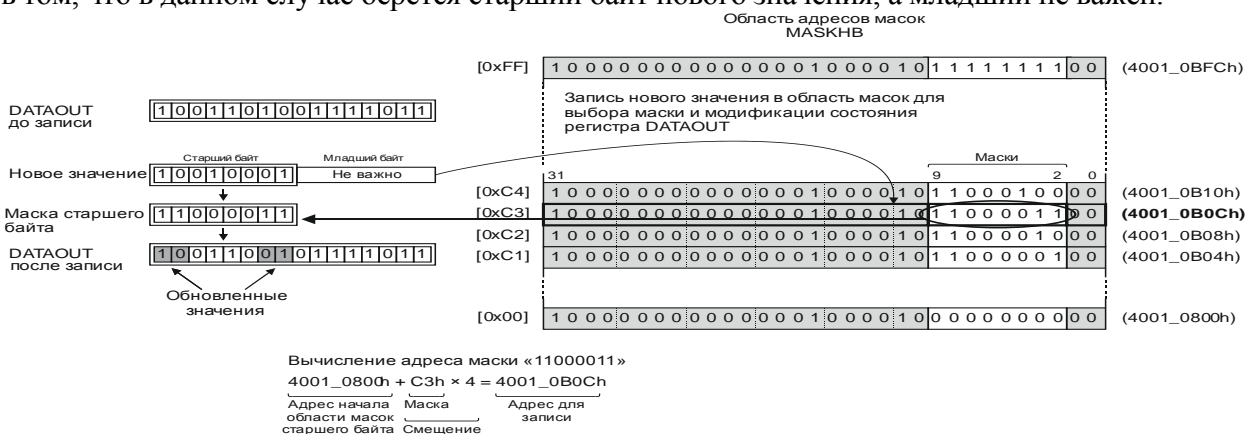 в том, что в данном случае берется старший байт нового значения, а младший не важен.
Область адресов масок
MASKHB
[0xFF] 1 0 0 0 0 0 0 0 0 0 0 0 0 0 0 1 0 0 0 0 1 0 1 1 1 1 1 1 1 1 0 0 (4001_0BFCh)
DATAOUT
до записи
1 0 0 1 1 0 1 0 0 1 1 1 1 0 1 1
Запись нового значения в область масок для
выбора маски и модификации состояния
регистра DATAOUT
Старший байт Младший байт
Новое значение 1 0 0 1 0 0 0 1 Не важно
Маски
31 9 2 0
[0xC4] 1 0 0 0 0 0 0 0 0 0 0 0 0 0 0 1 0 0 0 0 1 0 1 1 0 0 0 1 0 0 0 0 (4001_0B10h)
Маска старшего
байта
1 1 0 0 0 0 1 1
[0xC3] 1 0 0 0 0 0 0 0 0 0 0 0 0 0 0 1 0 0 0 0 1 0 1 1 0 0 0 0 1 1 0 0 (4001_0B0Ch)
[0xC2] 1 0 0 0 0 0 0 0 0 0 0 0 0 0 0 1 0 0 0 0 1 0 1 1 0 0 0 0 1 0 0 0 (4001_0B08h)
DATAOUT
после записи
1 0 0 1 1 0 0 1 0 1 1 1 1 0 1 1
[0xC1] 1 0 0 0 0 0 0 0 0 0 0 0 0 0 0 1 0 0 0 0 1 0 1 1 0 0 0 0 0 1 0 0 (4001_0B04h)
Обновленные
значения
[0x00] 1 0 0 0 0 0 0 0 0 0 0 0 0 0 0 1 0 0 0 0 1 0 0 0 0 0 0 0 0 0 0 0 (4001_0800h)
Вычисление адреса маски «11000011»
4001_0800h + C3h × 4 = 4001_0B0Ch
Адрес начала
области масок
старшего байта
Маска
Смещение
Адрес для
записи